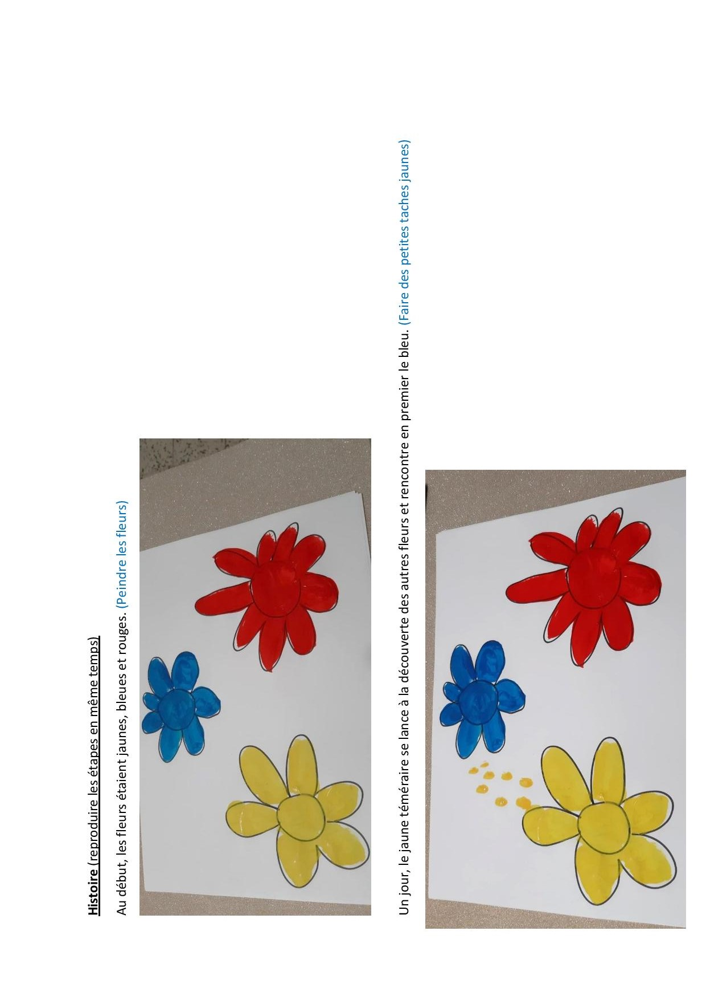 Histoire (reproduire les étapes en même temps)
Au début, les fleurs étaient jaunes, bleues et rouges. (Peindre les fleurs)
Un jour, le jaune téméraire se lance à la découverte des autres fleurs et rencontre en premier le bleu. (Faire des petites taches jaunes)